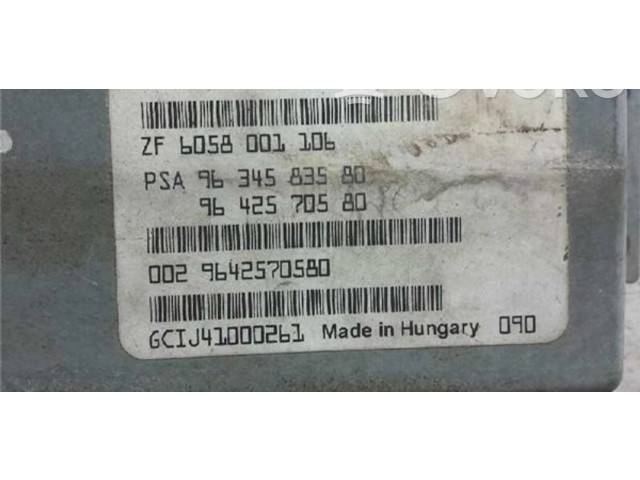 ZF 6058 001 106
PSA 96 345 835 80
96 425 705 80
002 9642570580
GCIJ41000261 Made in Hungary 090